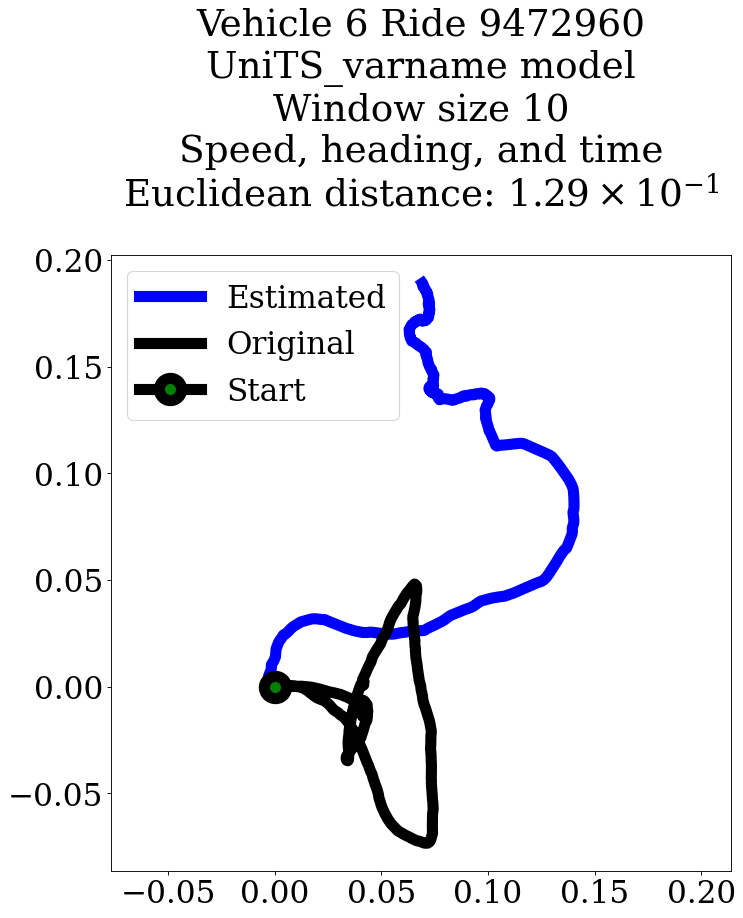 Vehicle 6 Ride 9472960
UniTS_varname model
Window size 10
Speed, heading, and time
Euclidean distance: 1.29 × 10⁻¹
Estimated
Original
Start
0.20
0.15
0.10
0.05
0.00
−0.05
−0.05 0.00 0.05 0.10 0.15 0.20